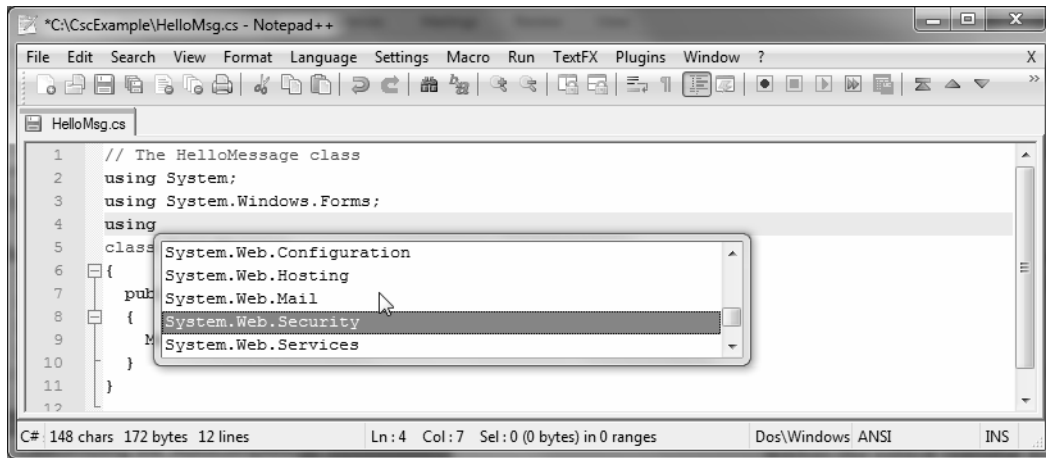 *C:\CscExample\HelloMsg.cs - Notepad++
File Edit Search View Format Language Settings Macro Run TextFX Plugins Window ? X
HelloMsg.cs
1 // The HelloMessage class
2 using System;
3 using System.Windows.Forms;
4 using
5 class
6 {
7 pub
8 {
9 M
10 }
11 }
12
System.Web.Configuration
System.Web.Hosting
System.Web.Mail
System.Web.Security
System.Web.Services
C# 148 chars 172 bytes 12 lines Ln : 4 Col : 7 Sel : 0 (0 bytes) in 0 ranges Dos\Windows ANSI INS